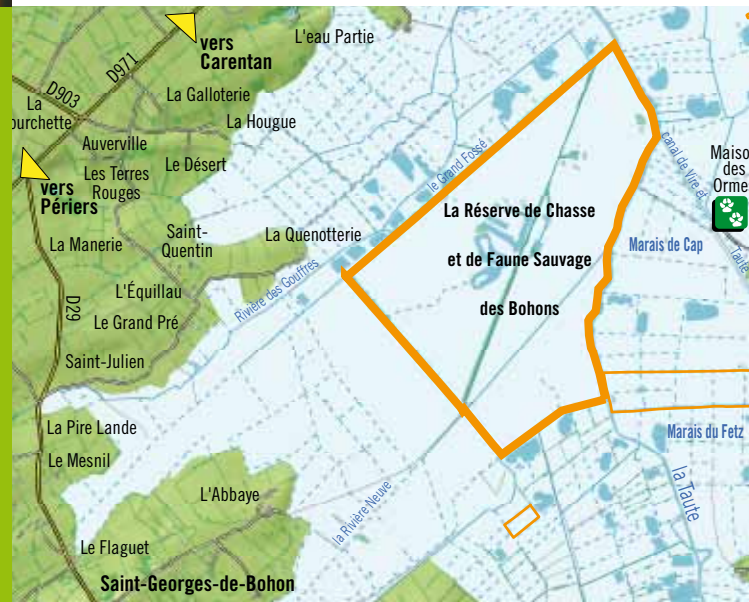 L'eau Partie
vers
Carentan
D971
D903
La
ourchette
La Galloterie
La Hougue
Auverville
Le Désert
Les Terres
Rouges
vers
Périers
La Manerie
Saint-
Quentin
La Quenotterie
le Grand Fossé
canal de Vire et
Taute
Maiso
des
Orme
La Réserve de Chasse
et de Faune Sauvage
des Bohons
Marais de Cap
Rivière des Gouffres
L'Équillau
D29
Le Grand Pré
Saint-Julien
La Pire Lande
Le Mesnil
Marais du Fetz
L'Abbaye
la Rivière Neuve
la Taute
Le Flaguet
Saint-Georges-de-Bohon